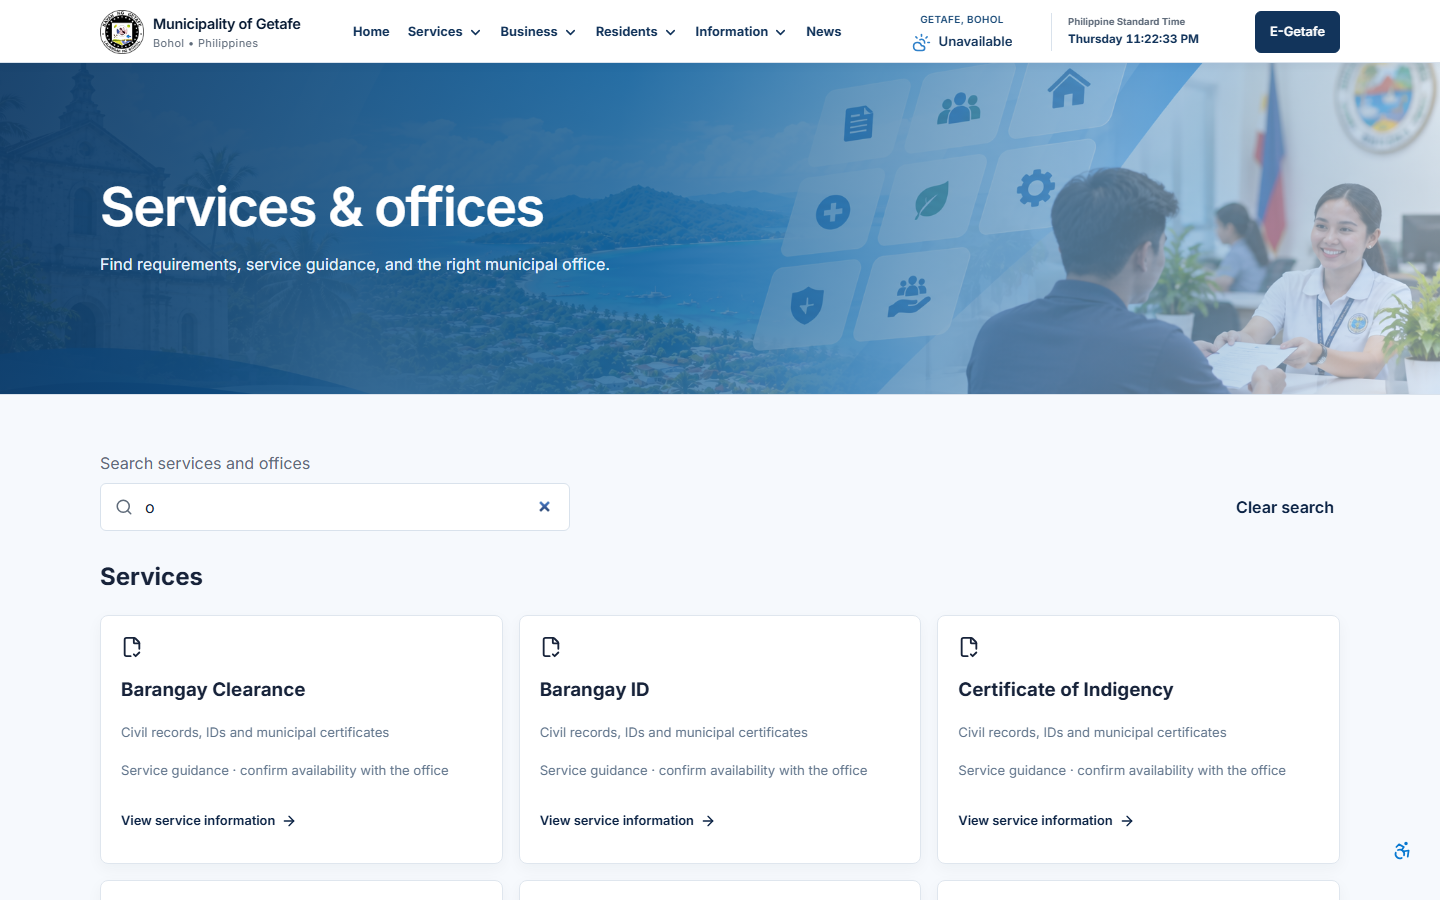 Municipality of Getafe
Bohol • Philippines
Home
Services
Business
Residents
Information
News
GETAFE, BOHOL
Unavailable
Philippine Standard Time
Thursday 11:22:33 PM
E-Getafe
Services & offices
Find requirements, service guidance, and the right municipal office.
Search services and offices
o
Clear search
Services
Barangay Clearance
Civil records, IDs and municipal certificates
Service guidance · confirm availability with the office
View service information
Barangay ID
Civil records, IDs and municipal certificates
Service guidance · confirm availability with the office
View service information
Certificate of Indigency
Civil records, IDs and municipal certificates
Service guidance · confirm availability with the office
View service information